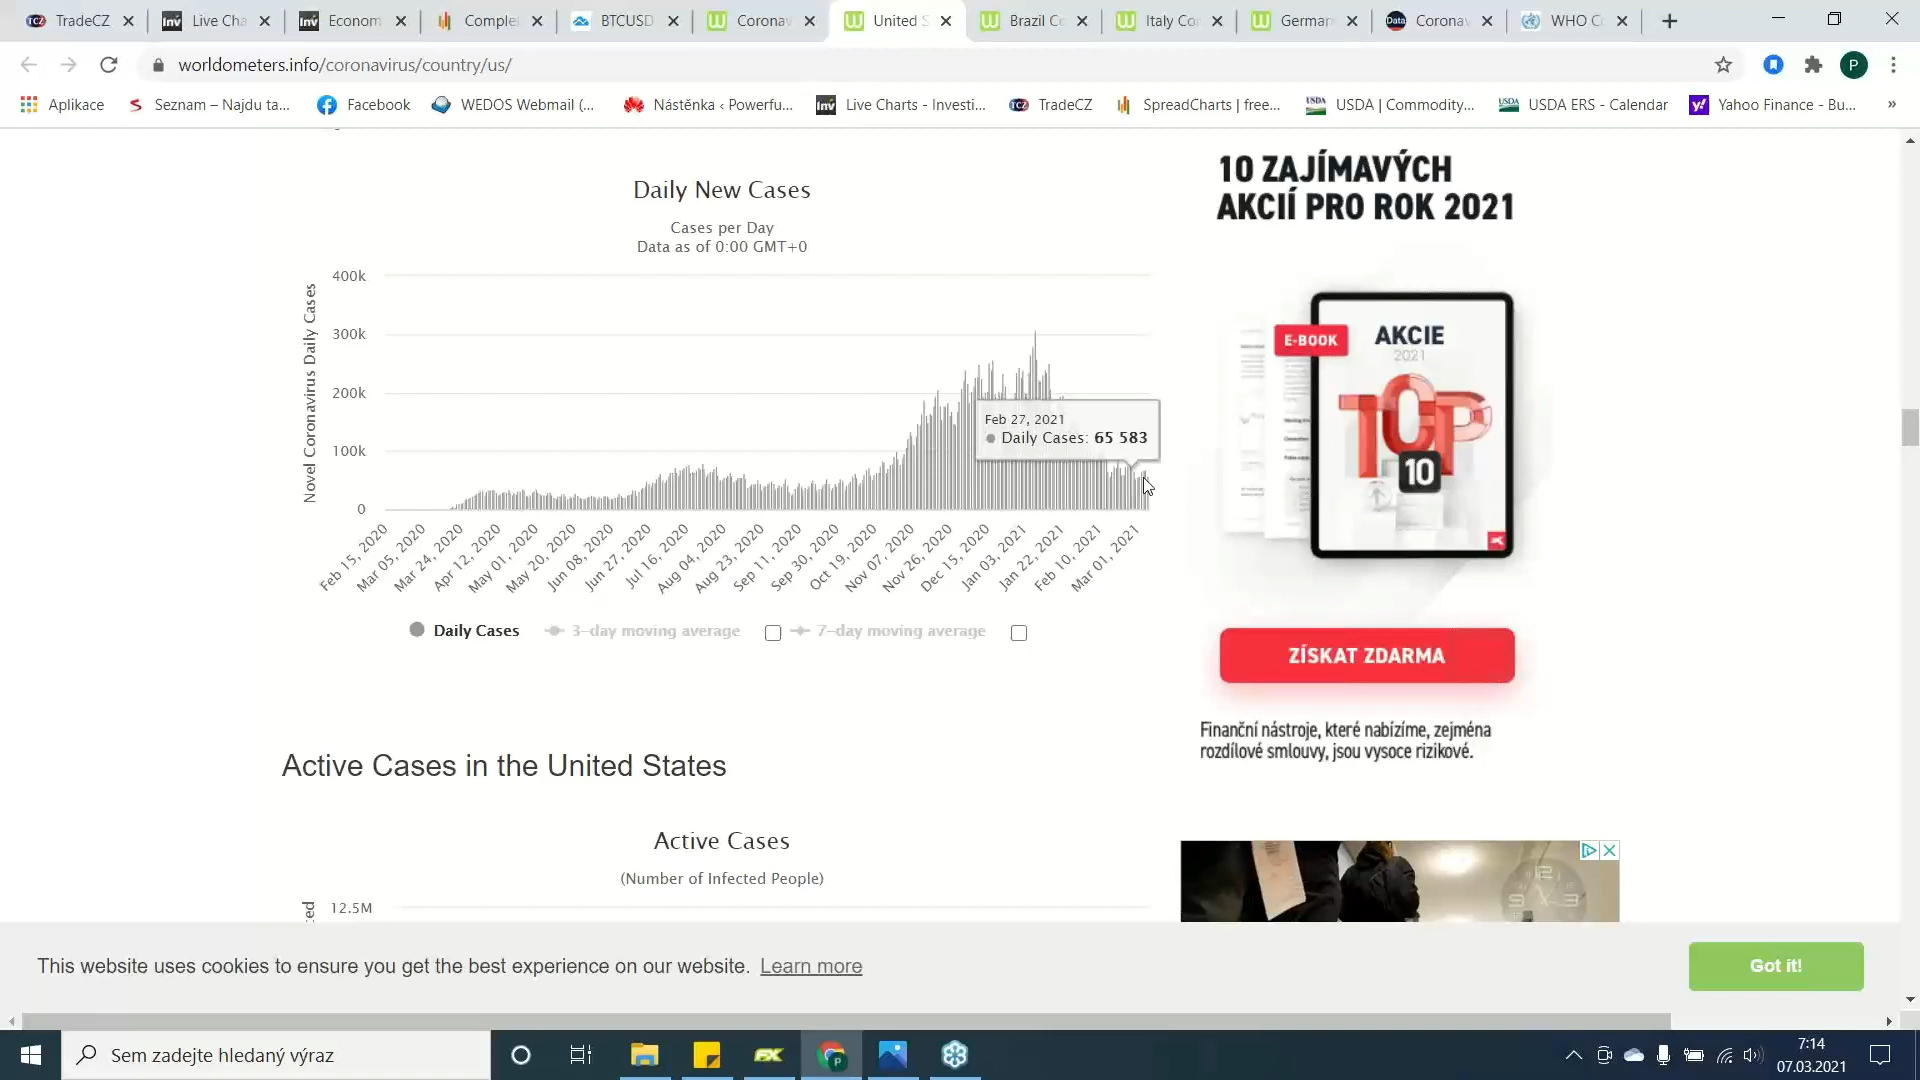 TradeCZ
Live Cha
Econom
Comple
BTCUSD
Corona
United S
Brazil Co
Italy Co
German
Corona
WHO C
worldometers.info/coronavirus/country/us/
P
Aplikace
Seznam – Najdu ta...
Facebook
WEDOS Webmail (...
Nástěnka ‹ Powerfu...
Live Charts - Investi...
TradeCZ
SpreadCharts | free...
USDA | Commodity...
USDA ERS - Calendar
Yahoo Finance - Bu...
»
Daily New Cases
Cases per Day
Data as of 0:00 GMT+0
Novel Coronavirus Daily Cases
400k
300k
200k
100k
0
Feb 27, 2021
Daily Cases: 65 583
Feb 15, 2020
Mar 05, 2020
Mar 24, 2020
Apr 12, 2020
May 01, 2020
May 20, 2020
Jun 08, 2020
Jun 27, 2020
Jul 16, 2020
Aug 04, 2020
Aug 23, 2020
Sep 11, 2020
Sep 30, 2020
Oct 19, 2020
Nov 07, 2020
Nov 26, 2020
Dec 15, 2020
Jan 03, 2021
Jan 22, 2021
Feb 10, 2021
Mar 01, 2021
Daily Cases
3-day moving average
7-day moving average
10 ZAJÍMAVÝCH
AKCIÍ PRO ROK 2021
E-BOOK
AKCIE
2021
TOP
10
ZÍSKAT ZDARMA
Finanční nástroje, které nabízíme, zejména
rozdílové smlouvy, jsou vysoce rizikové.
Active Cases in the United States
Active Cases
(Number of Infected People)
12.5M
This website uses cookies to ensure you get the best experience on our website. Learn more
Got it!
Sem zadejte hledaný výraz
7:14
07.03.2021